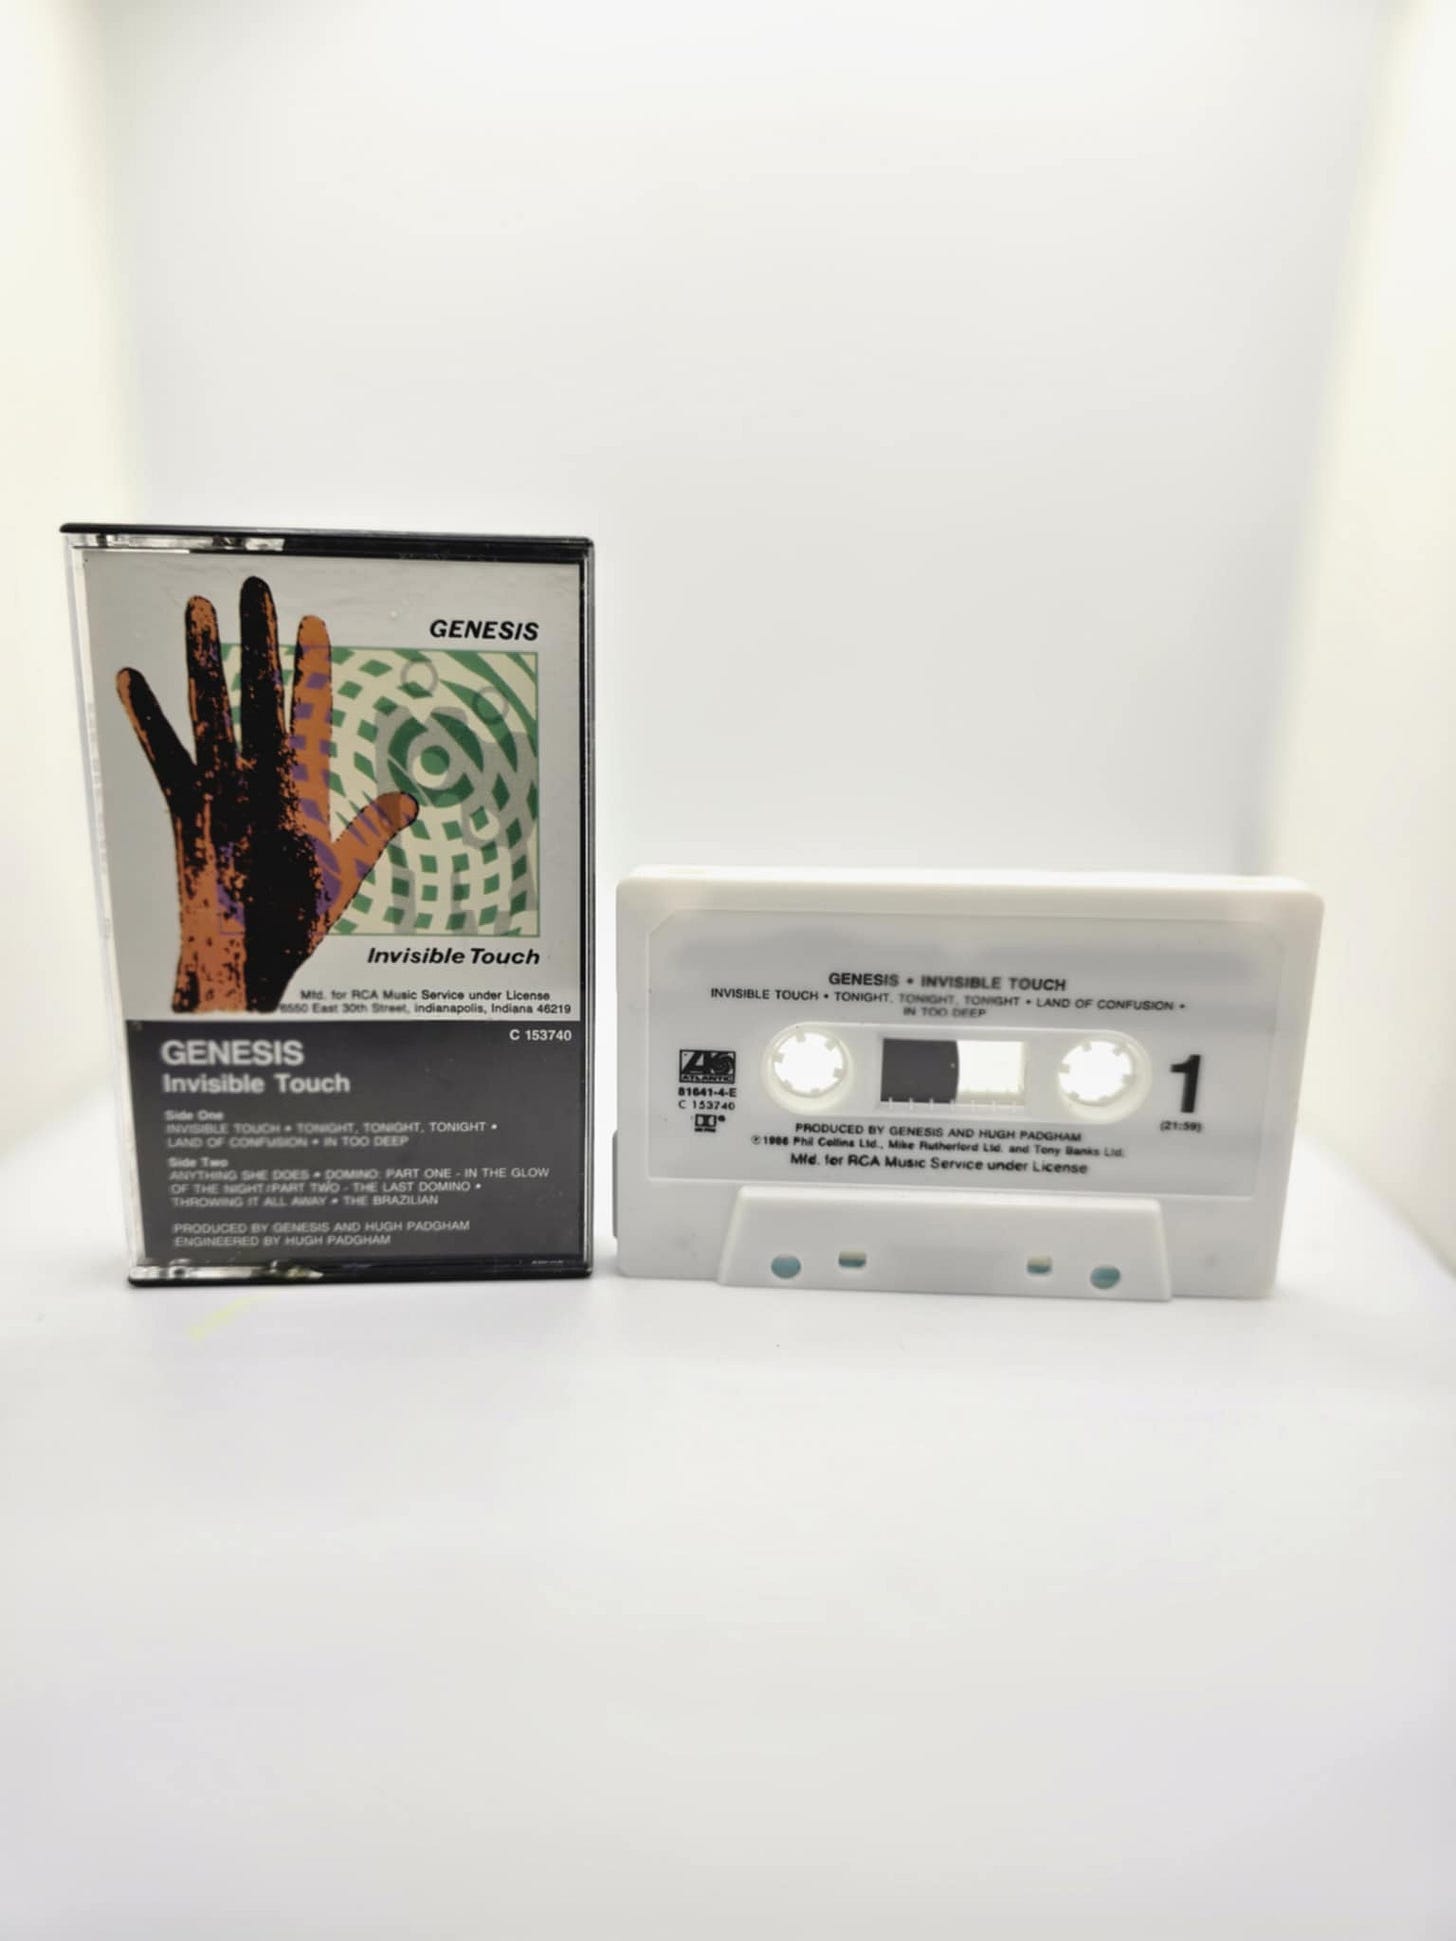 GENESIS
Invisible Touch
Mfd. for RCA Music Service under License
6550 East 30th Street, Indianapolis, Indiana 46219
C 153740
GENESIS
Invisible Touch
Side One
INVISIBLE TOUCH • TONIGHT, TONIGHT, TONIGHT •
LAND OF CONFUSION • IN TOO DEEP
Side Two
ANYTHING SHE DOES • DOMINO: PART ONE - IN THE GLOW
OF THE NIGHT/PART TWO - THE LAST DOMINO •
THROWING IT ALL AWAY • THE BRAZILIAN
PRODUCED BY GENESIS AND HUGH PADGHAM
ENGINEERED BY HUGH PADGHAM
GENESIS • INVISIBLE TOUCH
INVISIBLE TOUCH • TONIGHT, TONIGHT, TONIGHT • LAND OF CONFUSION •
IN TOO DEEP
ATLANTIC
81641-4-E
C 153740
1
(21:59)
PRODUCED BY GENESIS AND HUGH PADGHAM
℗ 1986 Phil Collins Ltd., Mike Rutherford Ltd. and Tony Banks Ltd.
Mfd. for RCA Music Service under License